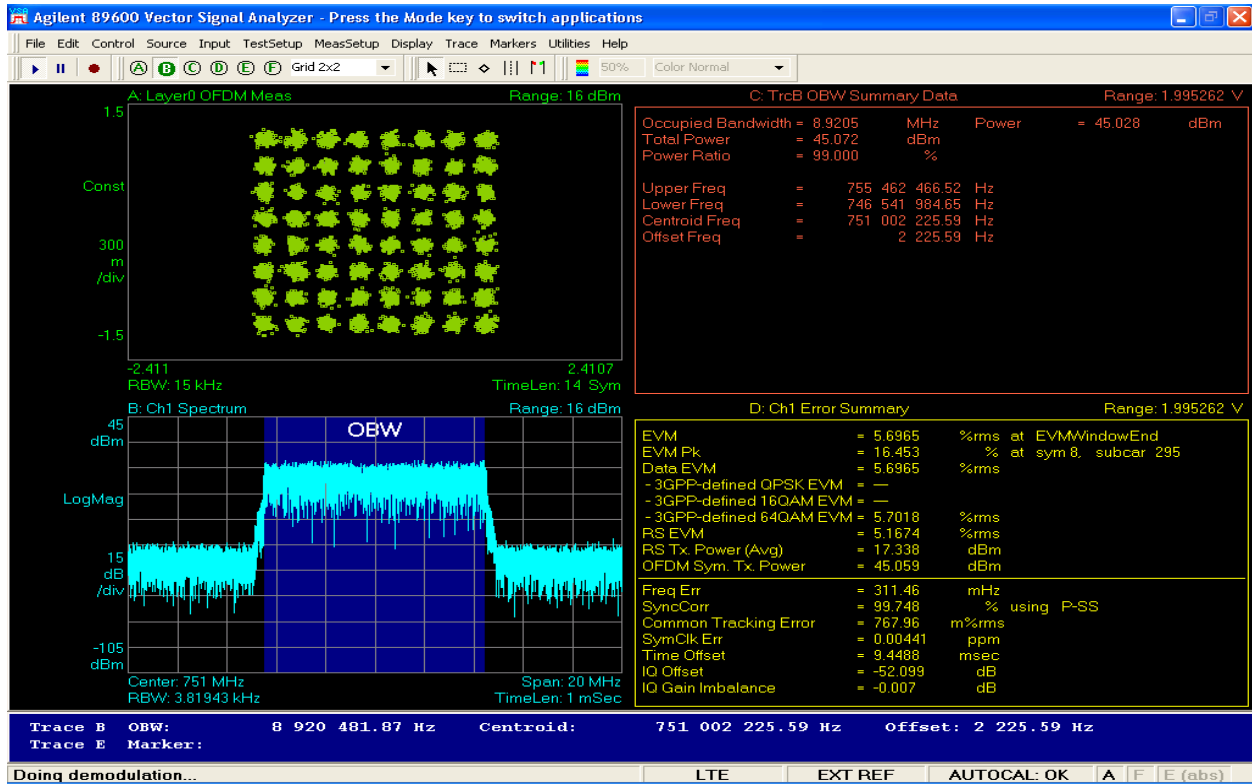 Agilent 89600 Vector Signal Analyzer - Press the Mode key to switch applications
File Edit Control Source Input TestSetup MeasSetup Display Trace Markers Utilities Help
A B C D E F Grid 2x2 50% Color Normal
A: Layer0 OFDM Meas Range: 16 dBm
1.5
Const
300
m
/div
-1.5
-2.411 2.4107
RBW: 15 kHz TimeLen: 14 Sym
C: TrcB OBW Summary Data Range: 1.995262 V
Occupied Bandwidth = 8.9205 MHz Power = 45.028 dBm
Total Power = 45.072 dBm
Power Ratio = 99.000 %
Upper Freq = 755 462 466.52 Hz
Lower Freq = 746 541 984.65 Hz
Centroid Freq = 751 002 225.59 Hz
Offset Freq = 2 225.59 Hz
B: Ch1 Spectrum Range: 16 dBm
45
dBm
OBW
LogMag
15
dB
/div
-105
dBm
Center: 751 MHz Span: 20 MHz
RBW: 3.81943 kHz TimeLen: 1 mSec
D: Ch1 Error Summary Range: 1.995262 V
EVM = 5.6965 %rms at EVMWindowEnd
EVM Pk = 16.453 % at sym 8, subcar 295
Data EVM = 5.6965 %rms
- 3GPP-defined QPSK EVM = —
- 3GPP-defined 16QAM EVM = —
- 3GPP-defined 64QAM EVM = 5.7018 %rms
RS EVM = 5.1674 %rms
RS Tx. Power (Avg) = 17.338 dBm
OFDM Sym. Tx. Power = 45.059 dBm
Freq Err = 311.46 mHz
SyncCorr = 99.748 % using P-SS
Common Tracking Error = 767.96 m%rms
SymClk Err = 0.00441 ppm
Time Offset = 9.4488 msec
IQ Offset = -52.099 dB
IQ Gain Imbalance = -0.007 dB
Trace B OBW: 8 920 481.87 Hz Centroid: 751 002 225.59 Hz Offset: 2 225.59 Hz
Trace E Marker:
Doing demodulation... LTE EXT REF AUTOCAL: OK A F E (abs)